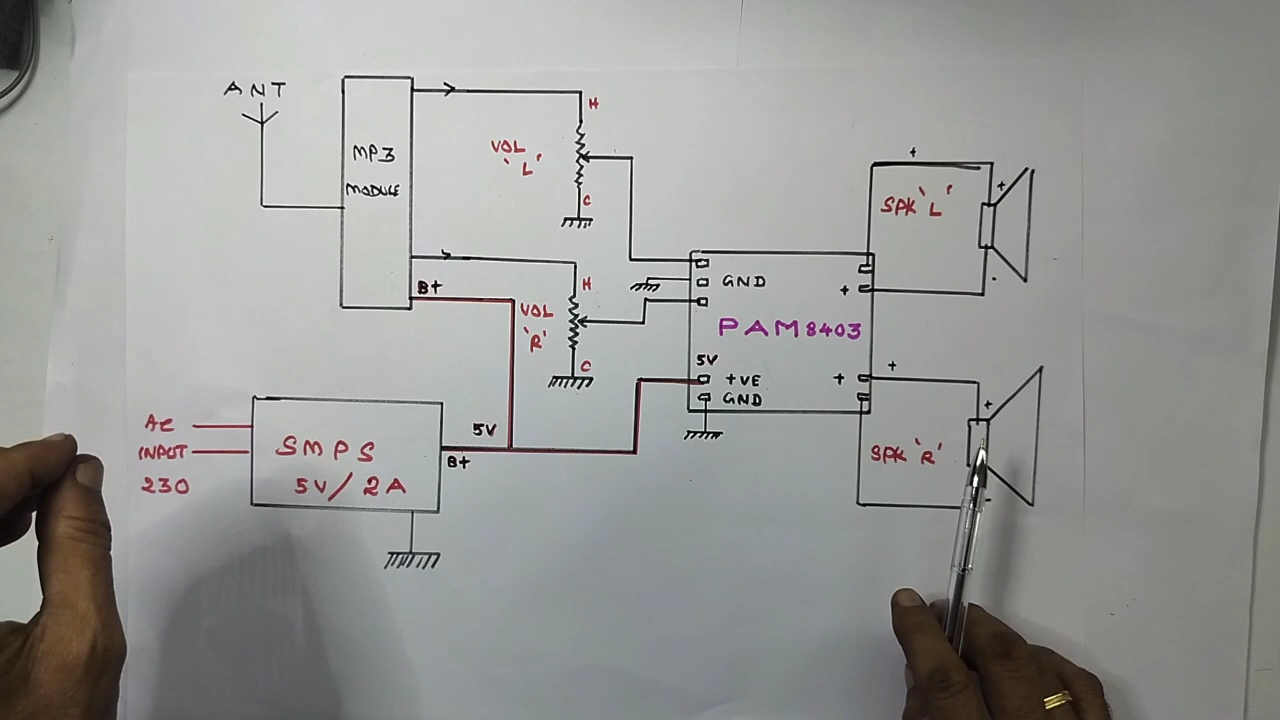 ANT
MP3
MODULE
B+
H
VOL
'L'
C
H
VOL
'R'
C
AC
INPUT
230
SMPS
5V/2A
5V
B+
GND
PAM8403
5V
+VE
GND
+
+
+
+
SPK 'L'
-
+
+
SPK 'R'
-